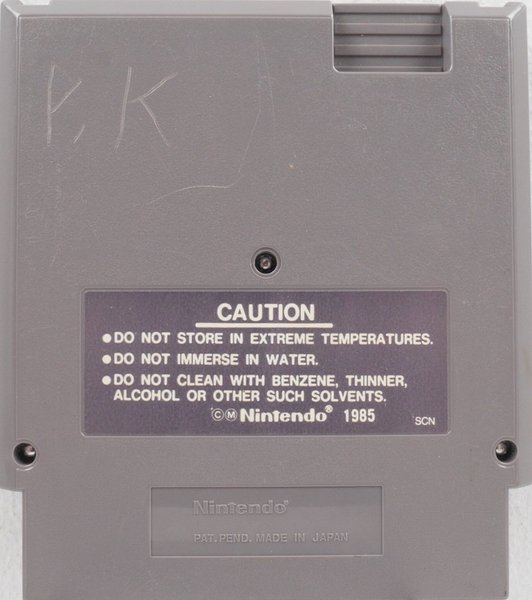 P.K
CAUTION
●DO NOT STORE IN EXTREME TEMPERATURES.
●DO NOT IMMERSE IN WATER.
●DO NOT CLEAN WITH BENZENE, THINNER,
ALCOHOL OR OTHER SUCH SOLVENTS.
ⒸⓂNintendo® 1985
SCN
Nintendo®
PAT. PEND. MADE IN JAPAN